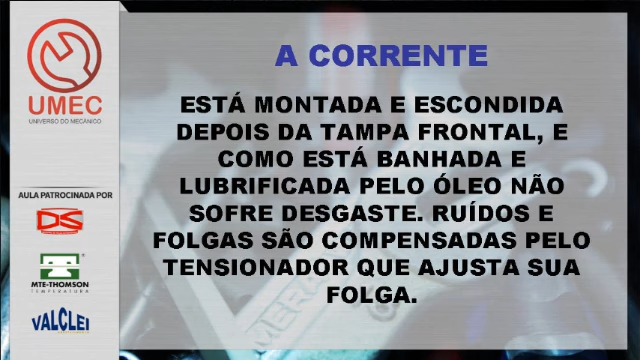 UMEC
UNIVERSO DO MECÂNICO
AULA PATROCINADA POR
DS
MTE-THOMSON
TEMPERATURA
VALCLEI
A CORRENTE
ESTÁ MONTADA E ESCONDIDA
DEPOIS DA TAMPA FRONTAL, E
COMO ESTÁ BANHADA E
LUBRIFICADA PELO ÓLEO NÃO
SOFRE DESGASTE. RUÍDOS E
FOLGAS SÃO COMPENSADAS PELO
TENSIONADOR QUE AJUSTA SUA
FOLGA.